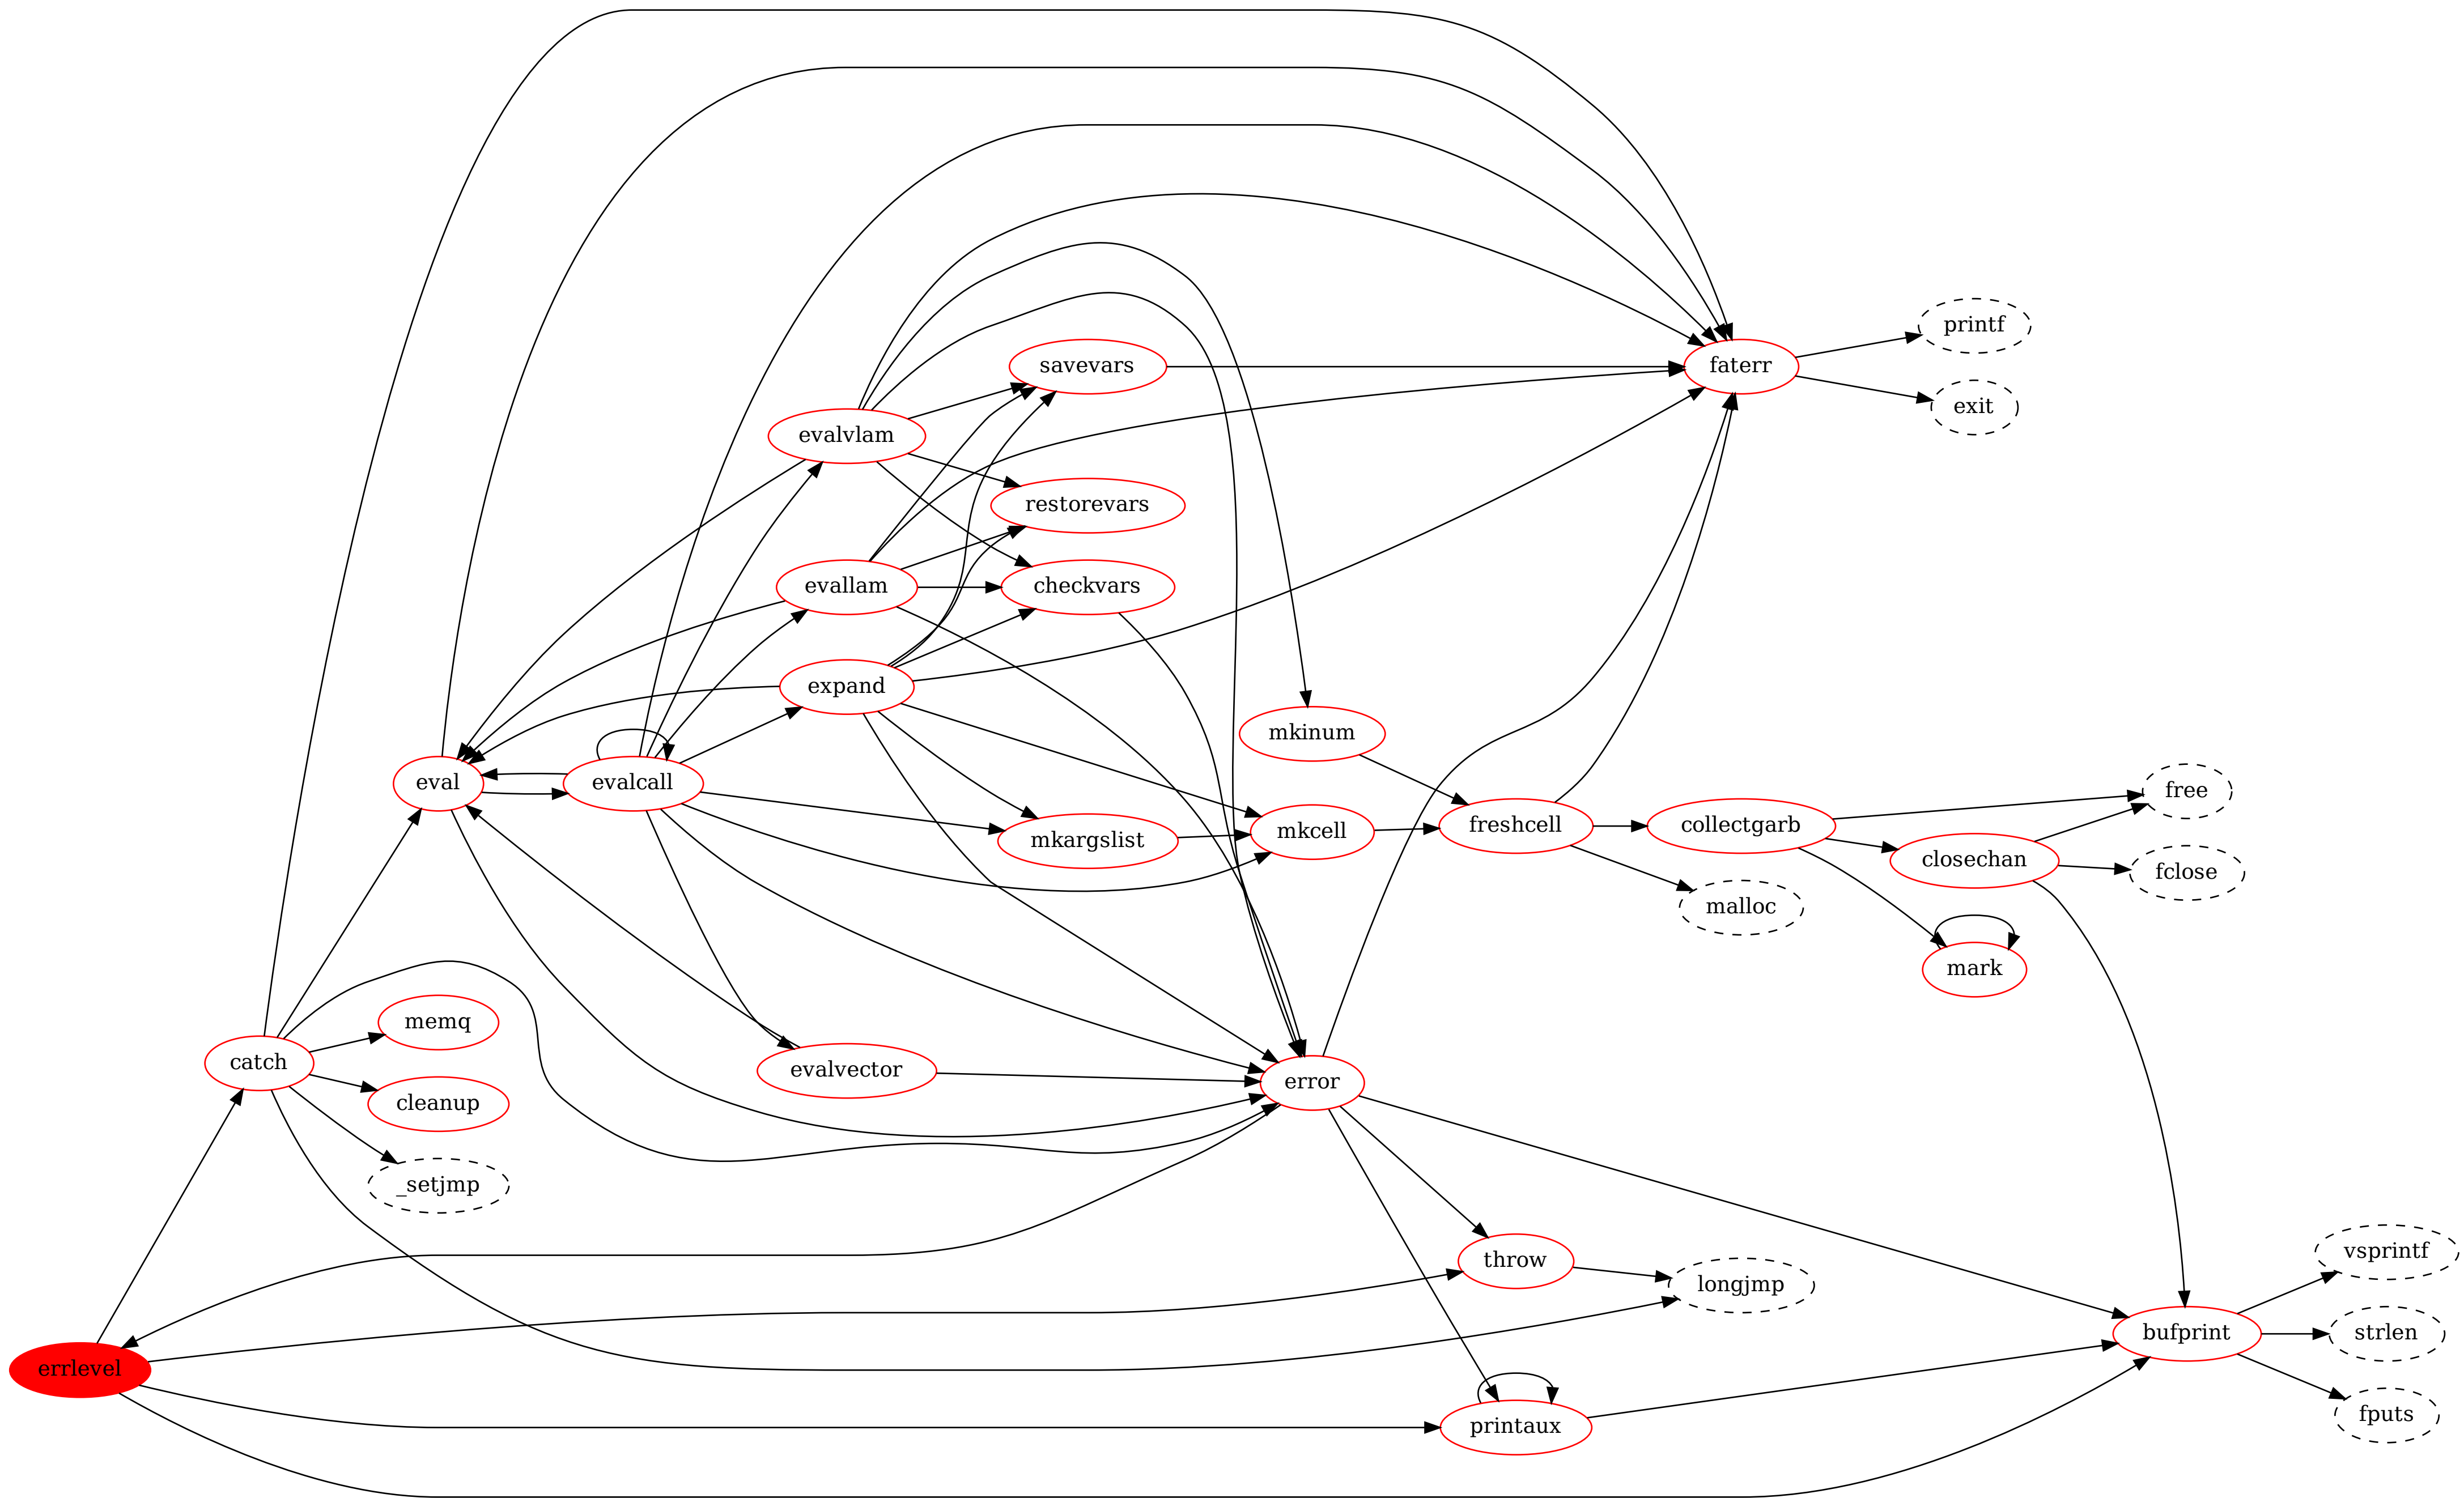 errlevel
catch
eval
memq
cleanup
_setjmp
evalcall
evalvlam
evallam
expand
evalvector
savevars
restorevars
checkvars
mkargslist
mkinum
mkcell
error
freshcell
throw
printaux
faterr
collectgarb
malloc
longjmp
printf
exit
closechan
mark
free
fclose
bufprint
vsprintf
strlen
fputs